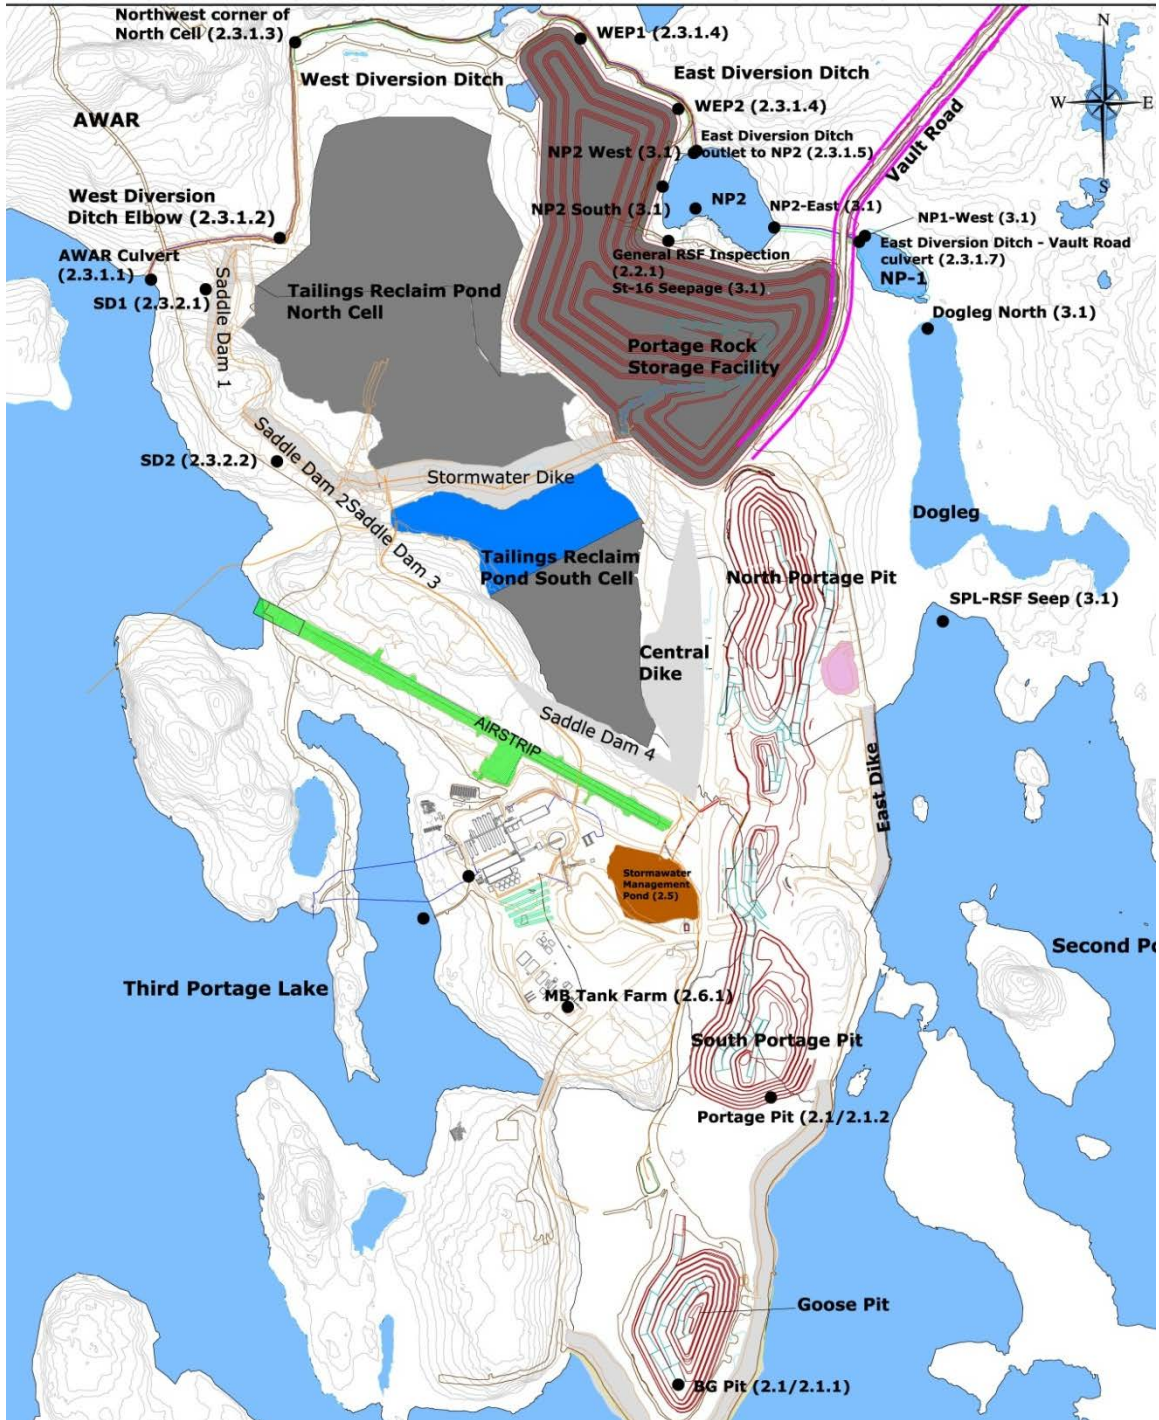 Northwest corner of
North Cell (2.3.1.3)
WEP1 (2.3.1.4)
N
W
E
S
West Diversion Ditch
East Diversion Ditch
WEP2 (2.3.1.4)
AWAR
Vault Road
East Diversion Ditch
outlet to NP2 (2.3.1.5)
NP2 West (3.1)
West Diversion
Ditch Elbow (2.3.1.2)
NP2 South (3.1)
NP2
NP2-East (3.1)
NP1-West (3.1)
East Diversion Ditch - Vault Road
culvert (2.3.1.7)
NP-1
AWAR Culvert
(2.3.1.1)
SD1 (2.3.2.1)
General RSF Inspection
(2.2.1)
St-16 Seepage (3.1)
Saddle Dam 1
Tailings Reclaim Pond
North Cell
Dogleg North (3.1)
Portage Rock
Storage Facility
SD2 (2.3.2.2)
Saddle Dam 2
Stormwater Dike
Saddle Dam 3
Dogleg
Tailings Reclaim
Pond South Cell
North Portage Pit
SPL-RSF Seep (3.1)
Central
Dike
Saddle Dam 4
AIRSTRIP
East Dike
Stormawater
Management
Pond (2.5)
Second Po
Third Portage Lake
MB Tank Farm (2.6.1)
South Portage Pit
Portage Pit (2.1/2.1.2
Goose Pit
BG Pit (2.1/2.1.1)